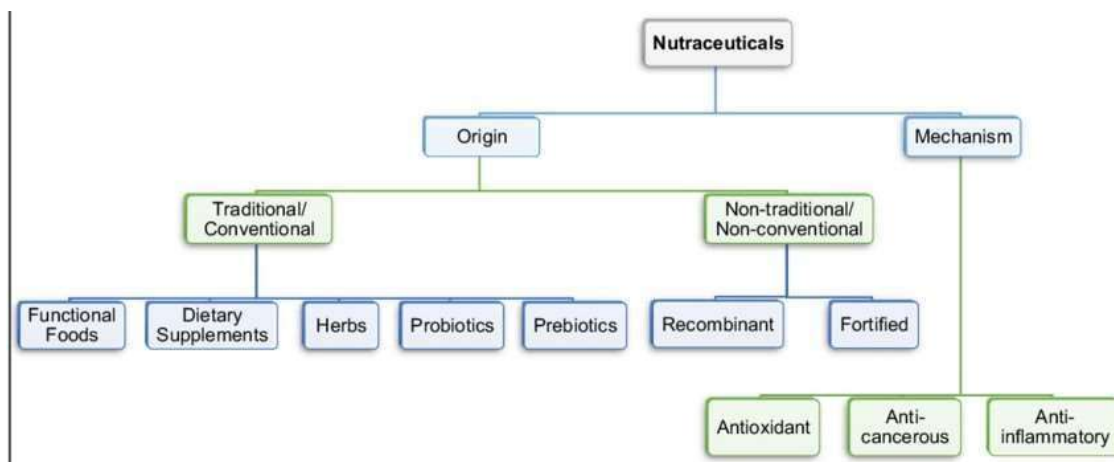 Nutraceuticals
Origin
Mechanism
Traditional/
Conventional
Non-traditional/
Non-conventional
Functional
Foods
Dietary
Supplements
Herbs
Probiotics
Prebiotics
Recombinant
Fortified
Antioxidant
Anti-
cancerous
Anti-
inflammatory